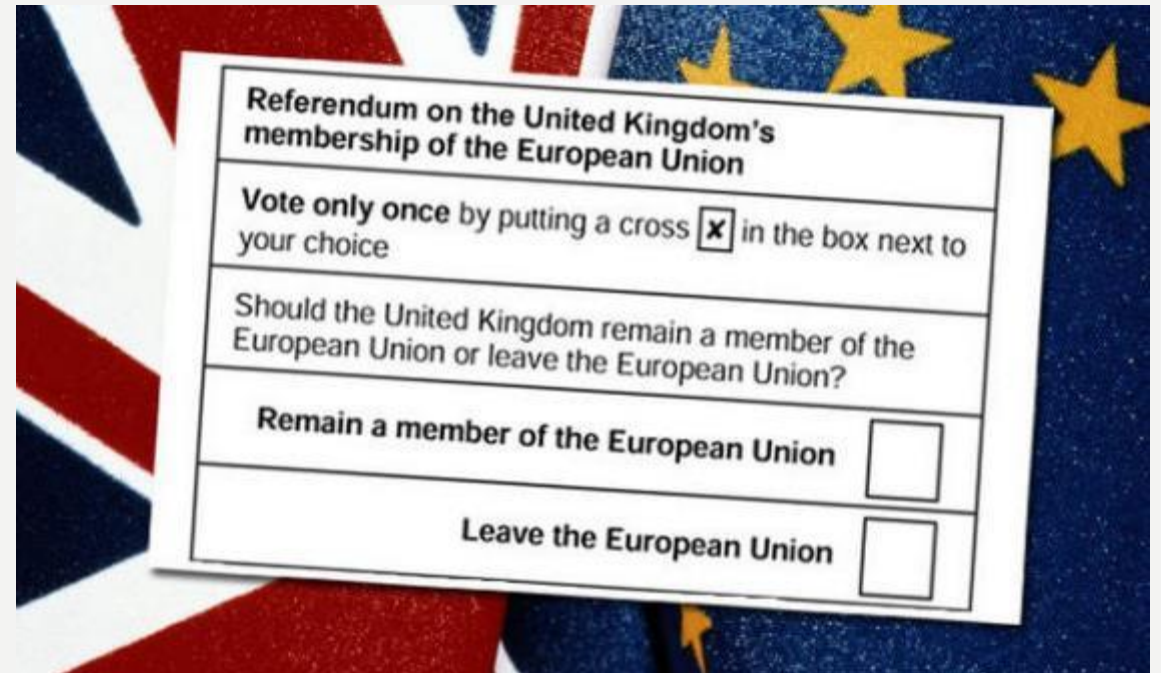 Referendum on the United Kingdom's
membership of the European Union
Vote only once by putting a cross x in the box next to
your choice
Should the United Kingdom remain a member of the
European Union or leave the European Union?
Remain a member of the European Union
Leave the European Union